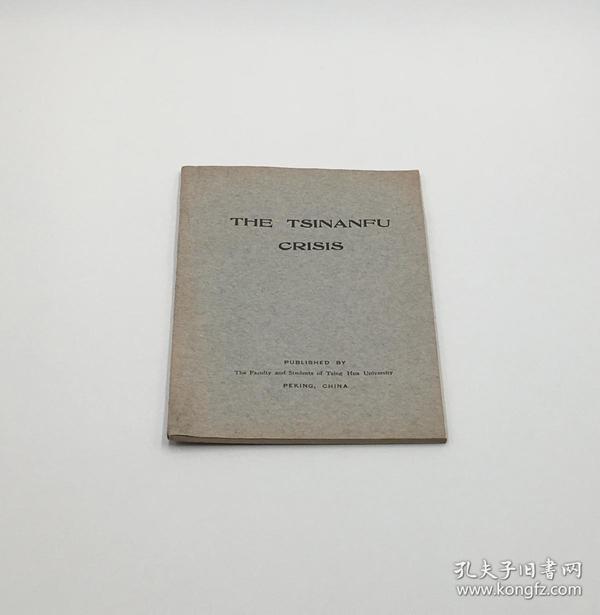 THE TSINANFU
CRISIS
PUBLISHED BY
The Faculty and Students of Tsing Hua University
PEKING, CHINA
孔夫子旧书网
www.kongfz.com